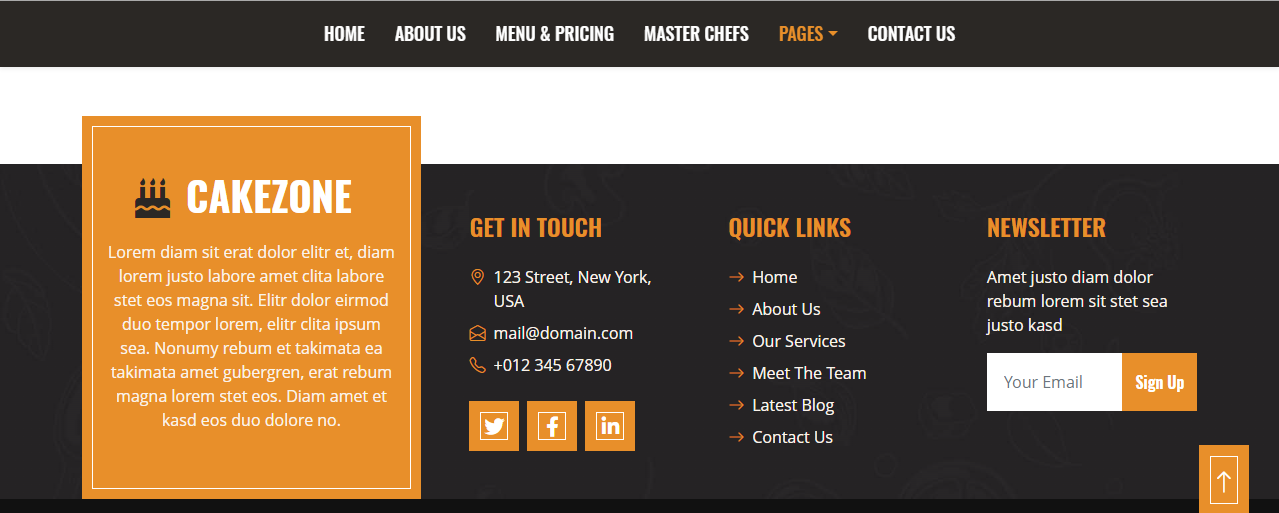 HOME ABOUT US MENU & PRICING MASTER CHEFS PAGES CONTACT US
CAKEZONE
Lorem diam sit erat dolor elitr et, diam
lorem justo labore amet clita labore
stet eos magna sit. Elitr dolor eirmod
duo tempor lorem, elitr clita ipsum
sea. Nonumy rebum et takimata ea
takimata amet gubergren, erat rebum
magna lorem stet eos. Diam amet et
kasd eos duo dolore no.
GET IN TOUCH
123 Street, New York,
USA
mail@domain.com
+012 345 67890
QUICK LINKS
Home
About Us
Our Services
Meet The Team
Latest Blog
Contact Us
NEWSLETTER
Amet justo diam dolor
rebum lorem sit stet sea
justo kasd
Your Email Sign Up